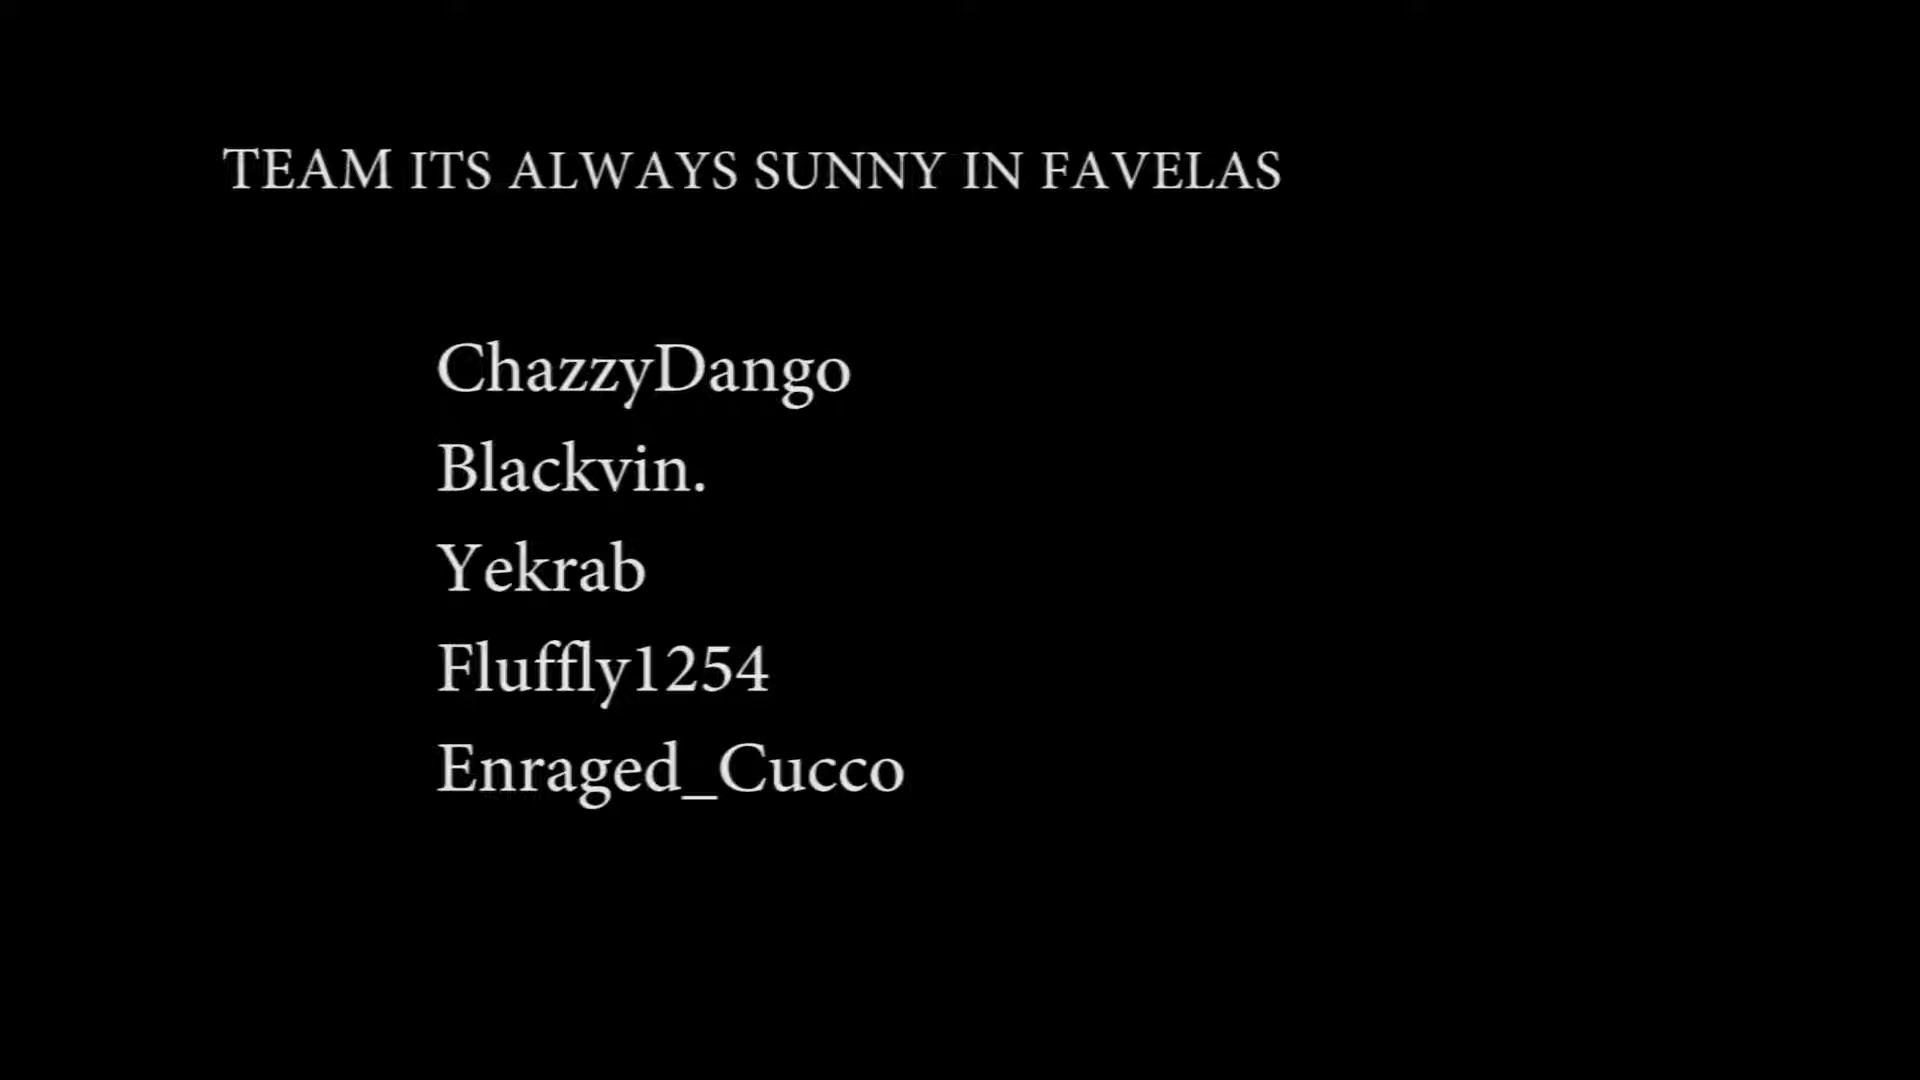 TEAM ITS ALWAYS SUNNY IN FAVELAS
ChazzyDango
Blackvin.
Yekrab
Fluffly1254
Enraged_Cucco